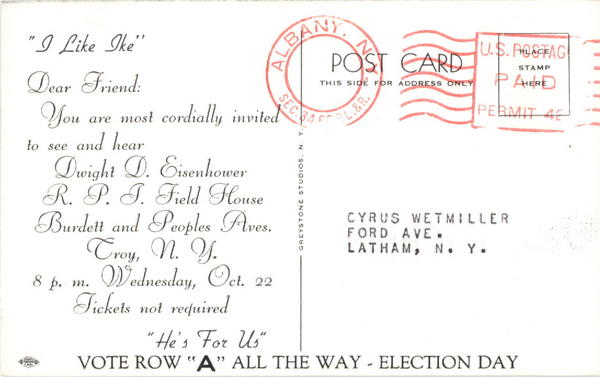 "I Like Ike"
Dear Friend:
You are most cordially invited
to see and hear
Dwight D. Eisenhower
R. P. I. Field House
Burdett and Peoples Aves.
Troy, N. Y.
8 p. m. Wednesday, Oct. 22
Tickets not required
"He's For Us"
VOTE ROW "A" ALL THE WAY - ELECTION DAY
GREYSTONE STUDIOS, N. Y.
ALBANY, N.Y.
POST CARD
THIS SIDE FOR ADDRESS ONLY
PLACE
STAMP
HERE
U.S. POSTAG
PAID
PERMIT
CYRUS WETMILLER
FORD AVE.
LATHAM, N. Y.